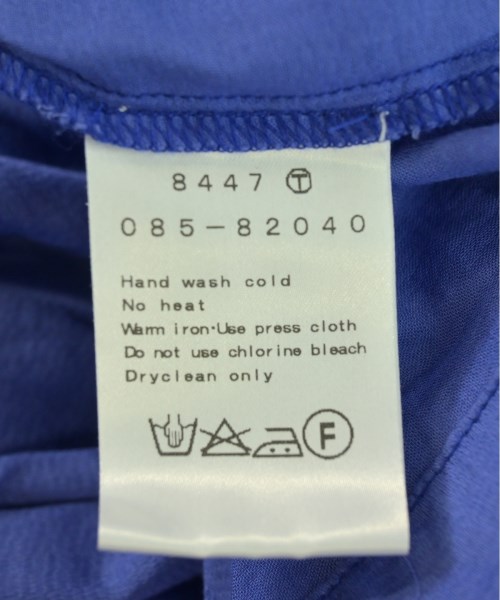 8447 Ⓣ
085-82040
Hand wash cold
No heat
Warm iron·Use press cloth
Do not use chlorine bleach
Dryclean only
F